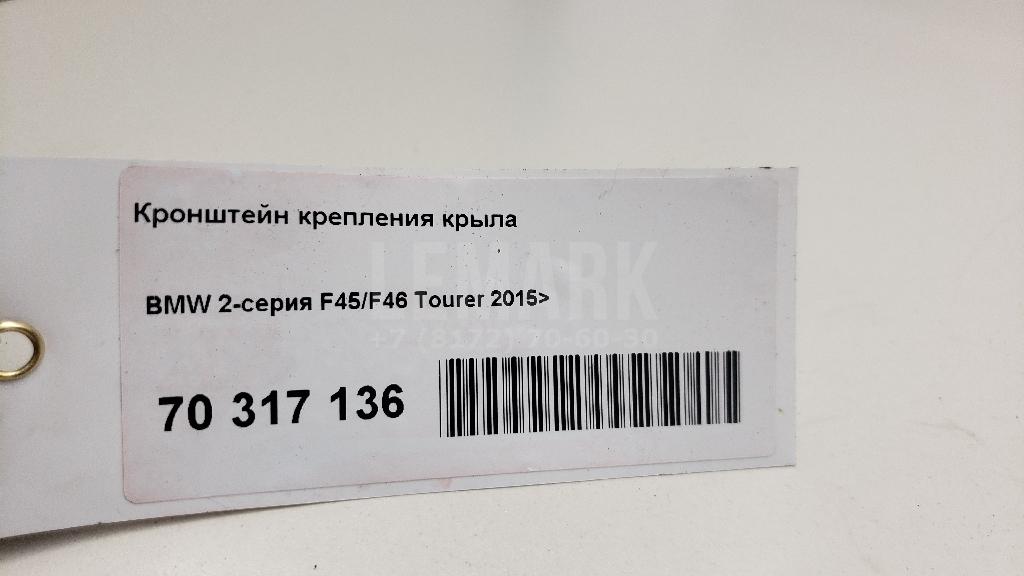 Кронштейн крепления крыла
LEMARK
BMW 2-серия F45/F46 Tourer 2015>
+7 (8172) 70-60-30
70 317 136